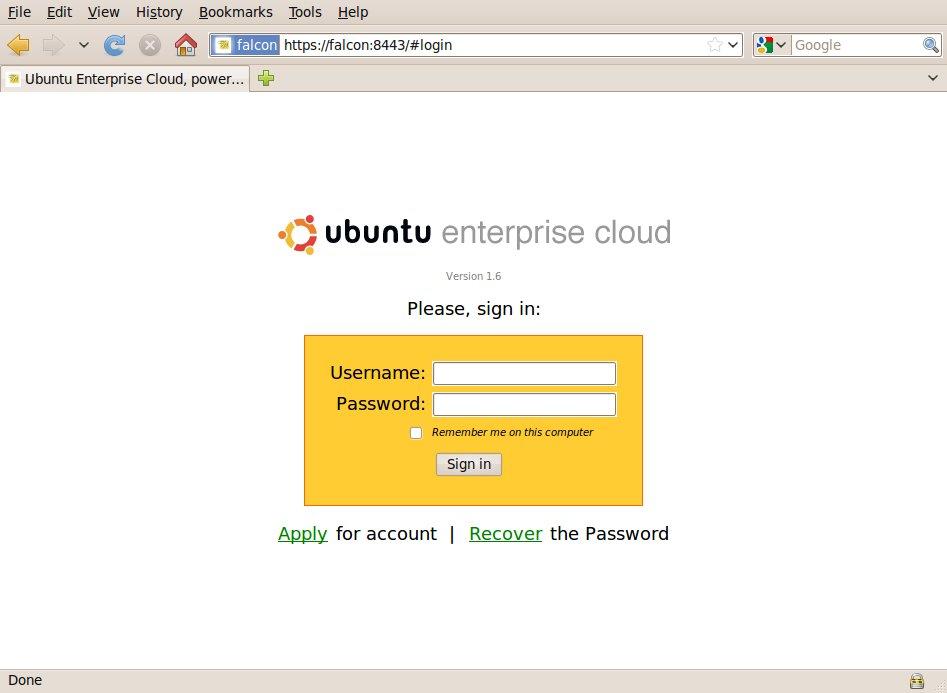 File Edit View History Bookmarks Tools Help
falcon https://falcon:8443/#login Google
Ubuntu Enterprise Cloud, power...
ubuntu enterprise cloud
Version 1.6
Please, sign in:
Username:
Password:
Remember me on this computer
Sign in
Apply for account | Recover the Password
Done